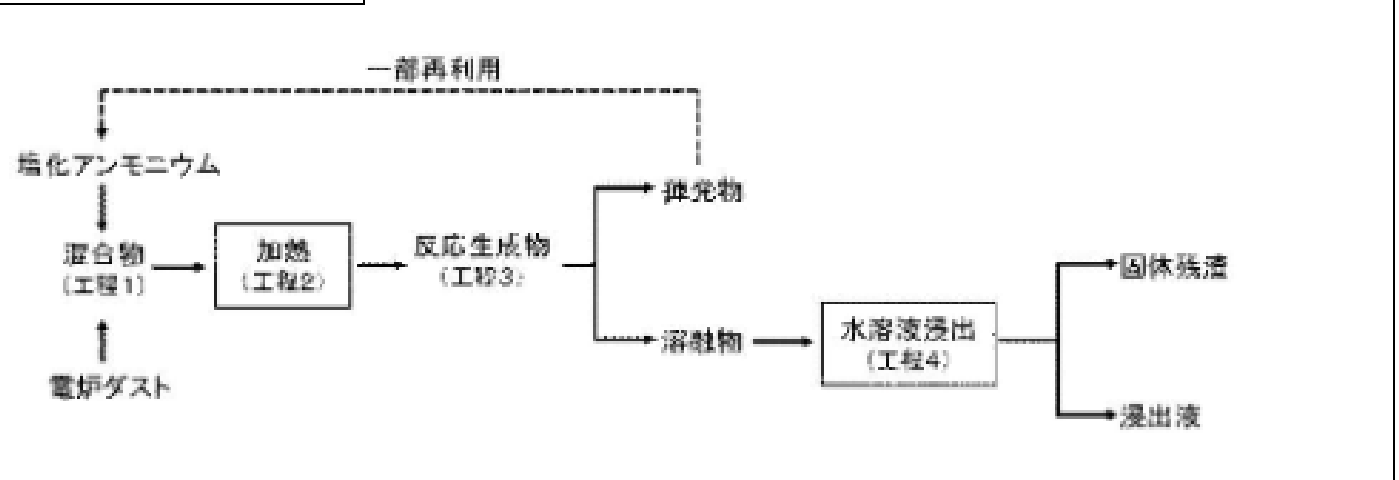 一部再利用
塩化アンモニウム
揮発物
混合物
(工程1)
加熱
(工程2)
反応生成物
(工程3)
固体残渣
溶融物
水溶液浸出
(工程4)
電炉ダスト
浸出液